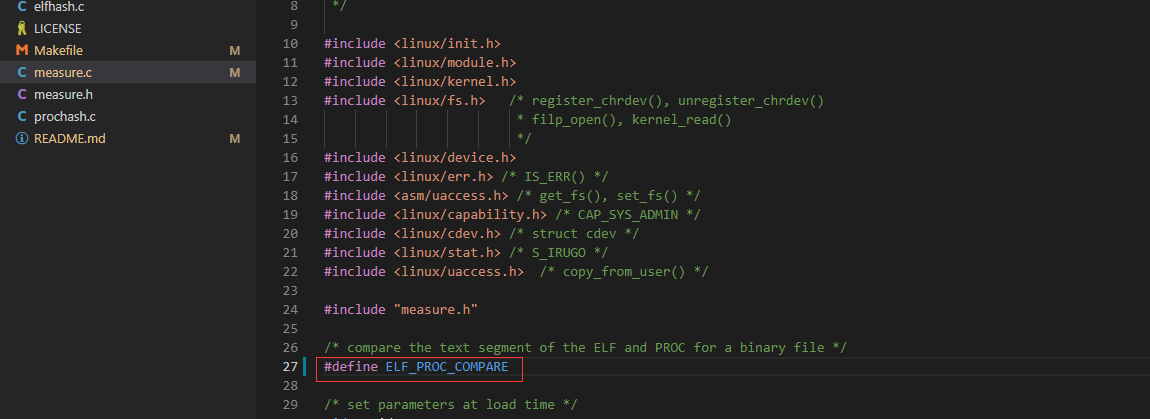 elfhash.c
LICENSE
Makefile M
measure.c M
measure.h
prochash.c
README.md M
8 */
9
10 #include <linux/init.h>
11 #include <linux/module.h>
12 #include <linux/kernel.h>
13 #include <linux/fs.h> /* register_chrdev(), unregister_chrdev()
14 * filp_open(), kernel_read()
15 */
16 #include <linux/device.h>
17 #include <linux/err.h> /* IS_ERR() */
18 #include <asm/uaccess.h> /* get_fs(), set_fs() */
19 #include <linux/capability.h> /* CAP_SYS_ADMIN */
20 #include <linux/cdev.h> /* struct cdev */
21 #include <linux/stat.h> /* S_IRUGO */
22 #include <linux/uaccess.h> /* copy_from_user() */
23
24 #include "measure.h"
25
26 /* compare the text segment of the ELF and PROC for a binary file */
27 #define ELF_PROC_COMPARE
28
29 /* set parameters at load time */